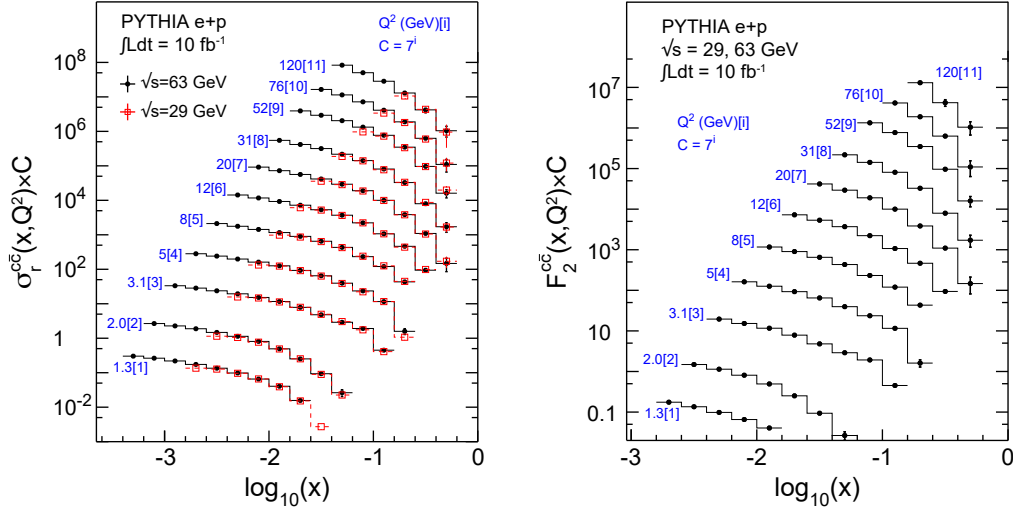 PYTHIA e+p
∫Ldt = 10 fb⁻¹
√s=63 GeV
√s=29 GeV
Q² (GeV)[i]
C = 7ⁱ
120[11]
76[10]
52[9]
31[8]
20[7]
12[6]
8[5]
5[4]
3.1[3]
2.0[2]
1.3[1]
10⁸
10⁶
10⁴
10²
1
10⁻²
σᵣᶜᶜ̄(x,Q²)×C
−3
−2
−1
0
log₁₀(x)
PYTHIA e+p
√s = 29, 63 GeV
∫Ldt = 10 fb⁻¹
Q² (GeV)[i]
C = 7ⁱ
120[11]
76[10]
52[9]
31[8]
20[7]
12[6]
8[5]
5[4]
3.1[3]
2.0[2]
1.3[1]
10⁷
10⁵
10³
10
0.1
F₂ᶜᶜ̄(x,Q²)×C
−3
−2
−1
0
log₁₀(x)